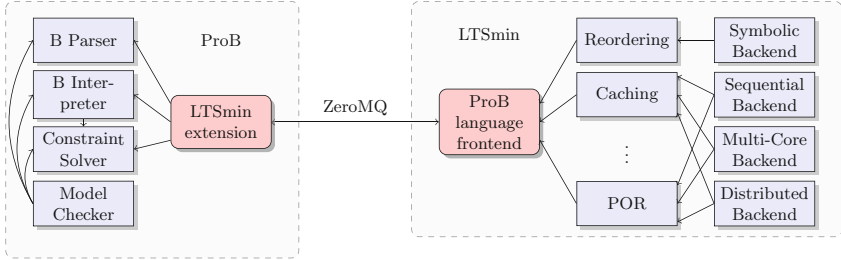 ProB
B Parser
B Inter-
preter
Constraint
Solver
Model
Checker
LTSmin
extension
ZeroMQ
LTSmin
ProB
language
frontend
Reordering
Caching
⋮
POR
Symbolic
Backend
Sequential
Backend
Multi-Core
Backend
Distributed
Backend